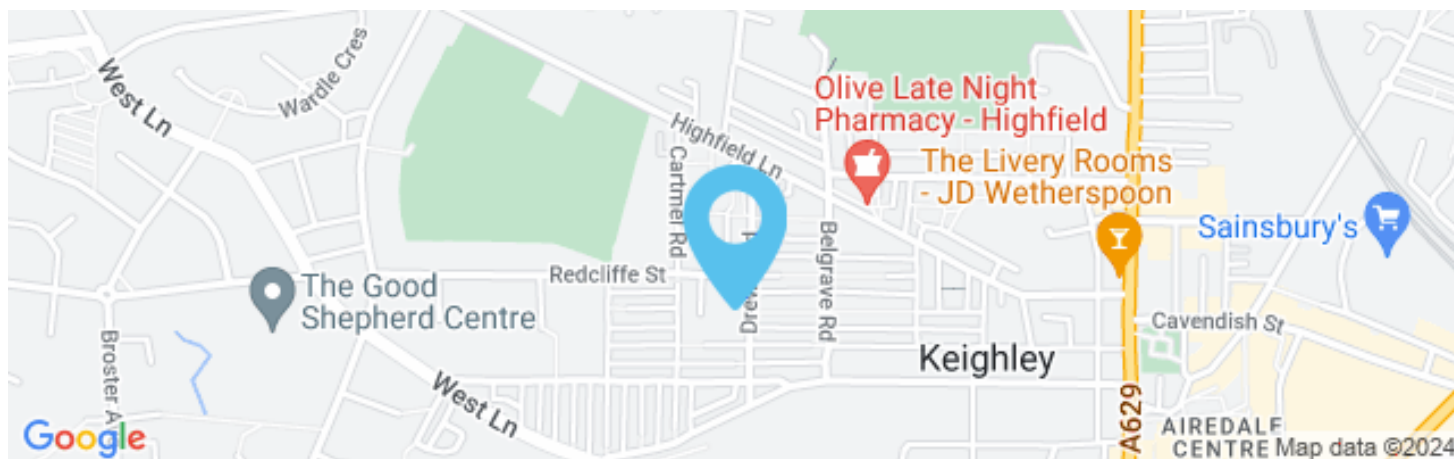 West Ln
Wardle Cres
Highfield Ln
Cartmel Rd
Olive Late Night
Pharmacy - Highfield
The Livery Rooms
- JD Wetherspoon
Sainsbury's
Belgrave Rd
Redcliffe St
The Good
Shepherd Centre
Cavendish St
Keighley
Broster A
West Ln
A629
AIREDALE
CENTRE
Google
Map data ©2024